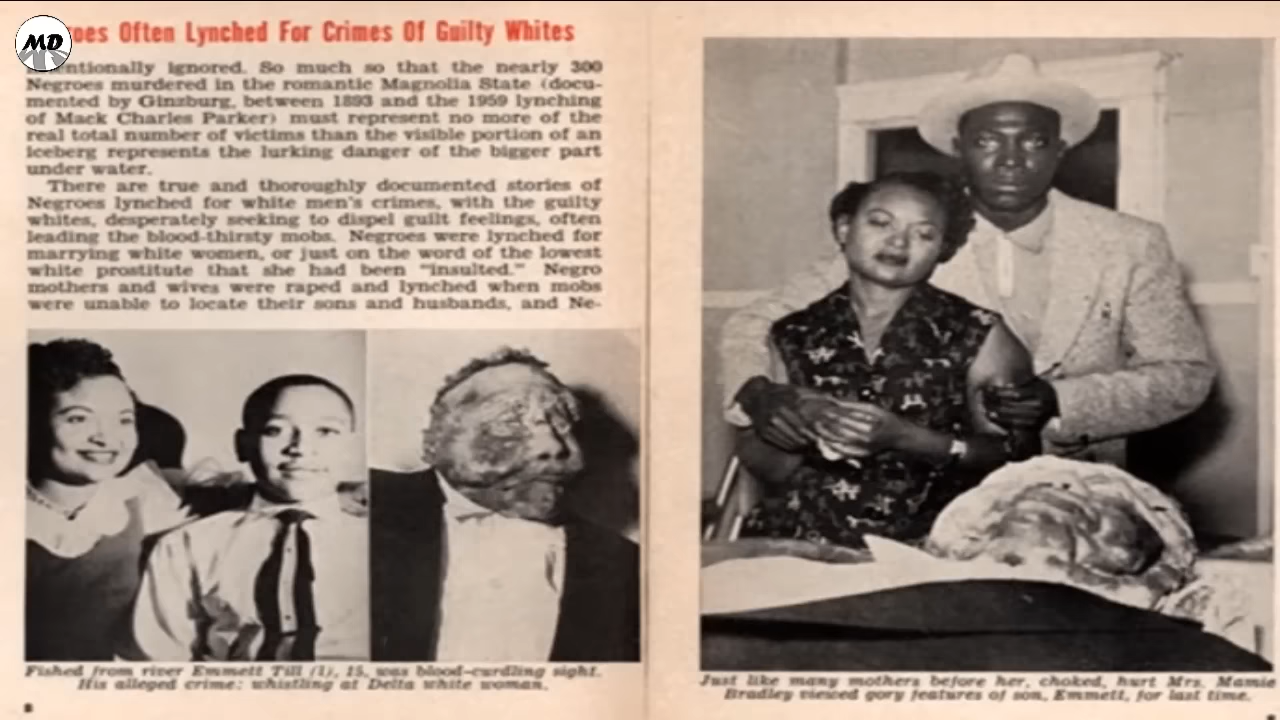 MD
roes Often Lynched For Crimes Of Guilty Whites
entionally ignored. So much so that the nearly 300
Negroes murdered in the romantic Magnolia State (docu-
mented by Ginzburg, between 1893 and the 1959 lynching
of Mack Charles Parker) must represent no more of the
real total number of victims than the visible portion of an
iceberg represents the lurking danger of the bigger part
under water.
There are true and thoroughly documented stories of
Negroes lynched for white men's crimes, with the guilty
whites, desperately seeking to dispel guilt feelings, often
leading the blood-thirsty mobs. Negroes were lynched for
marrying white women, or just on the word of the lowest
white prostitute that she had been "insulted." Negro
mothers and wives were raped and lynched when mobs
were unable to locate their sons and husbands, and Ne-
Fished from river Emmett Till (l), 15, was blood-curdling sight.
His alleged crime: whistling at Delta white woman.
8
Just like many mothers before her, choked, hurt Mrs. Mamie
Bradley viewed gory features of son, Emmett, for last time.